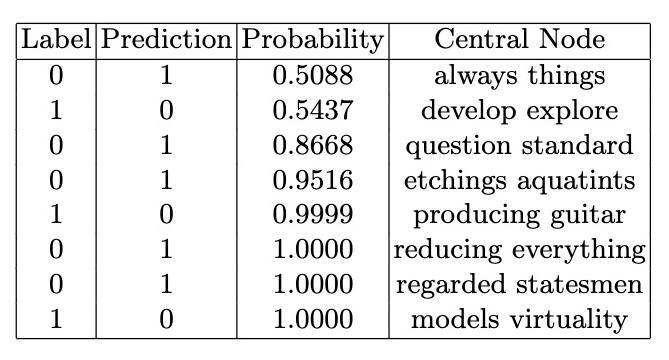 Label Prediction Probability Central Node
0 1 0.5088 always things
1 0 0.5437 develop explore
0 1 0.8668 question standard
0 1 0.9516 etchings aquatints
1 0 0.9999 producing guitar
0 1 1.0000 reducing everything
0 1 1.0000 regarded statesmen
1 0 1.0000 models virtuality